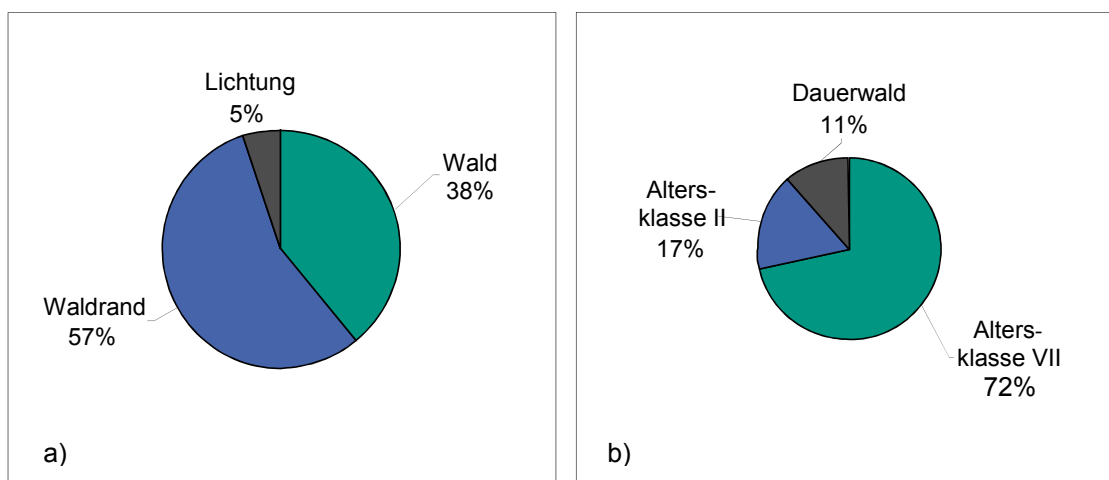 Lichtung
5%
Wald
38%
Waldrand
57%
a)
Dauerwald
11%
Alters-
klasse II
17%
Alters-
klasse VII
72%
b)